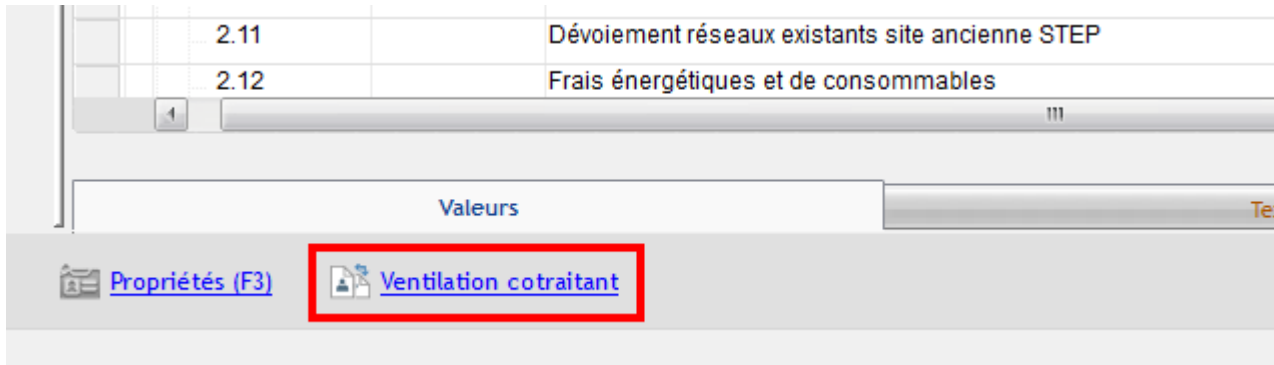 2.11 Dévoiement réseaux existants site ancienne STEP
2.12 Frais énergétiques et de consommables
Valeurs
Propriétés (F3) Ventilation cotraitant